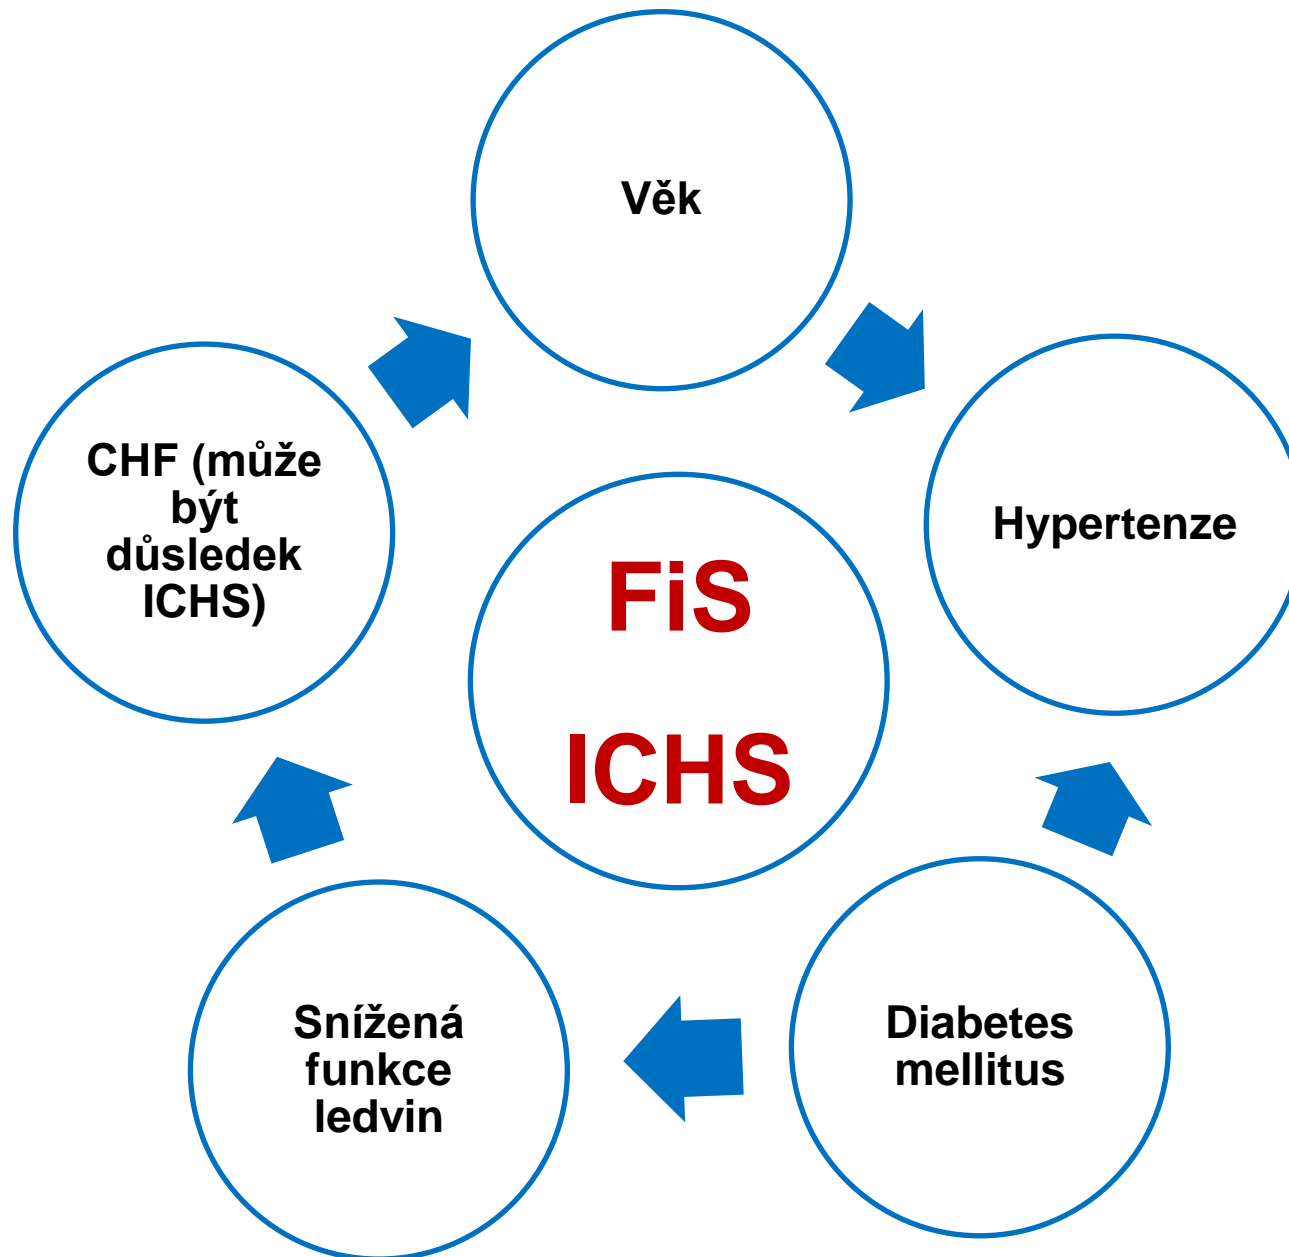 Věk
Hypertenze
Diabetes
mellitus
Snížená
funkce
ledvin
CHF (může
být
důsledek
ICHS)
FiS
ICHS